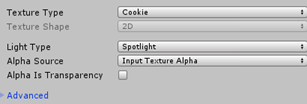 Texture Type Cookie
Texture Shape 2D
Light Type Spotlight
Alpha Source Input Texture Alpha
Alpha Is Transparency
Advanced